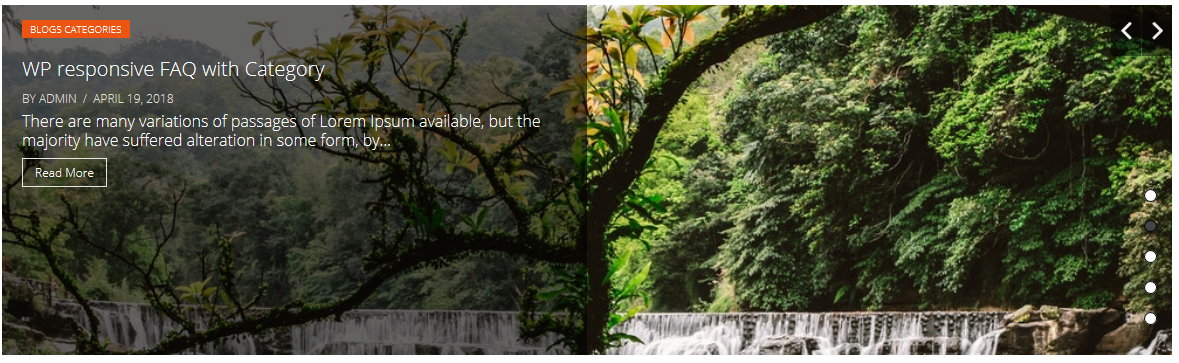 BLOGS CATEGORIES
WP responsive FAQ with Category
BY ADMIN / APRIL 19, 2018
There are many variations of passages of Lorem Ipsum available, but the
majority have suffered alteration in some form, by...
Read More